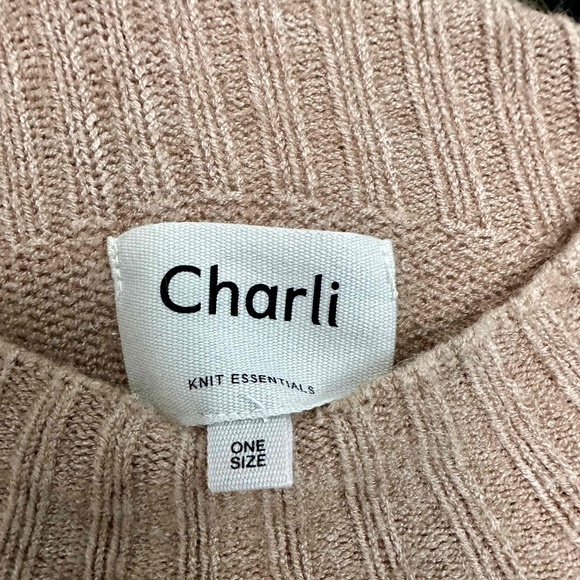 Charli
KNIT ESSENTIALS
ONE
SIZE